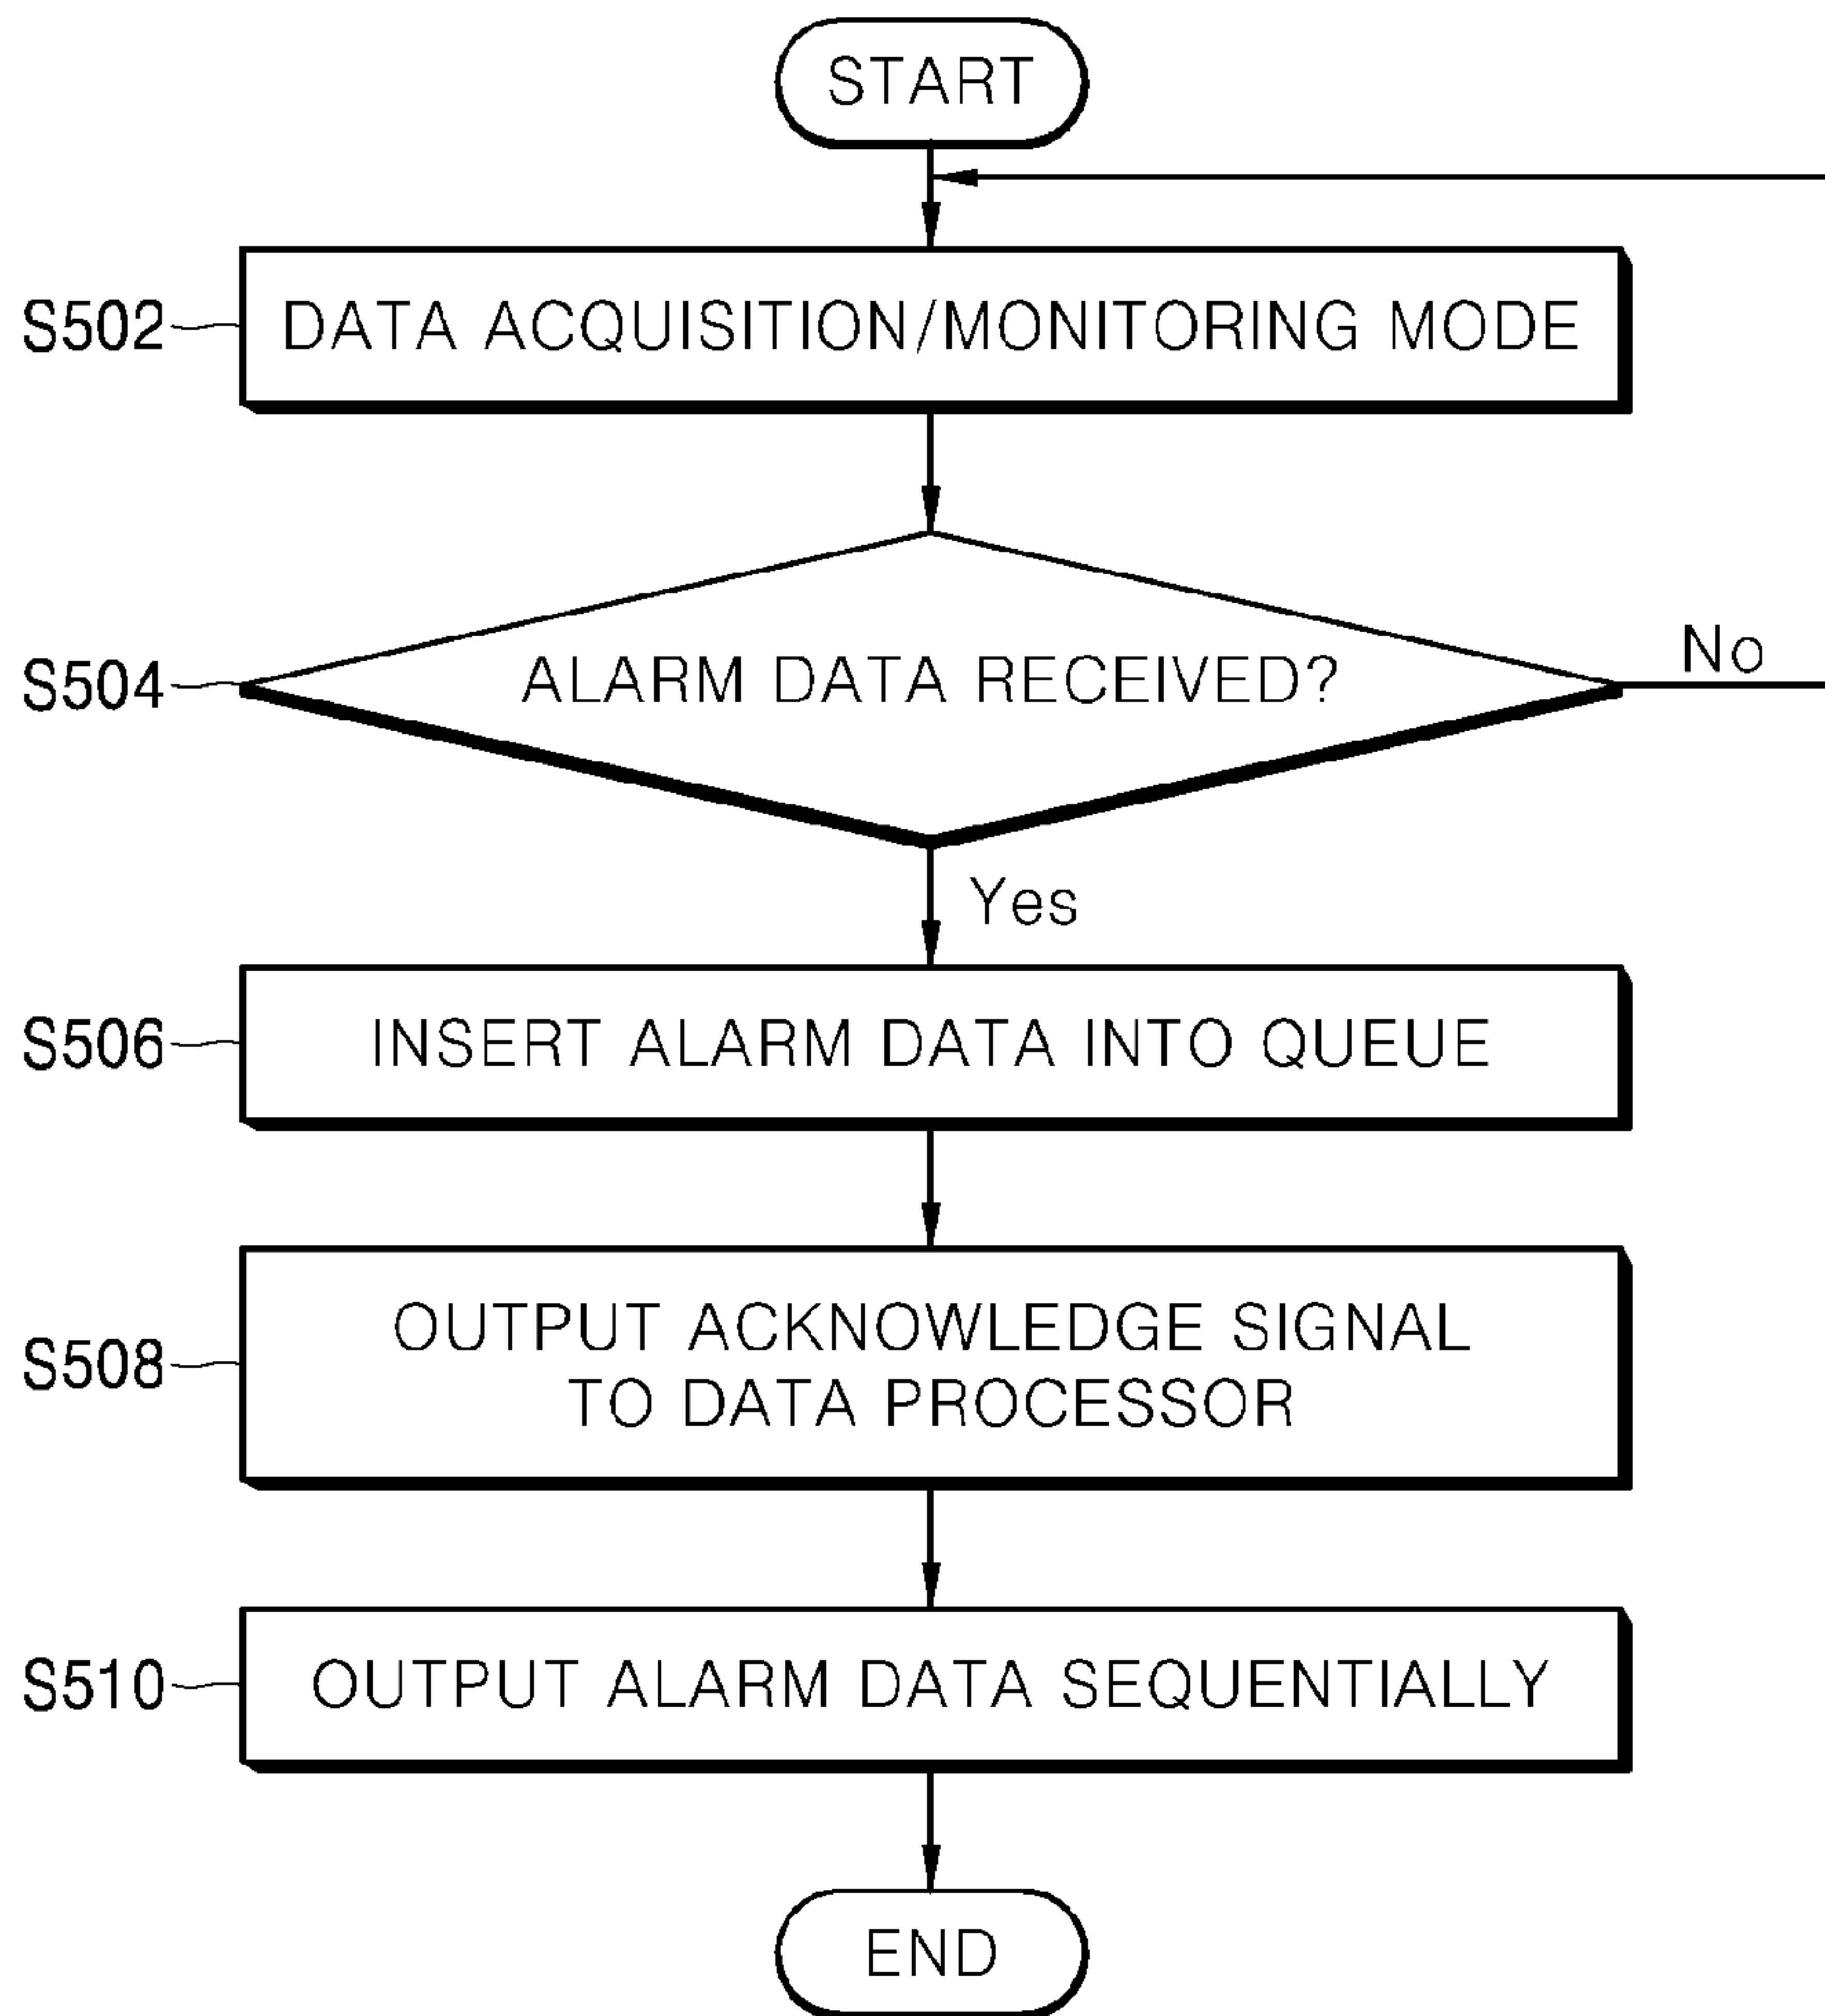 START
S502
DATA ACQUISITION/MONITORING MODE
S504
ALARM DATA RECEIVED?
No
Yes
S506
INSERT ALARM DATA INTO QUEUE
S508
OUTPUT ACKNOWLEDGE SIGNAL
TO DATA PROCESSOR
S510
OUTPUT ALARM DATA SEQUENTIALLY
END